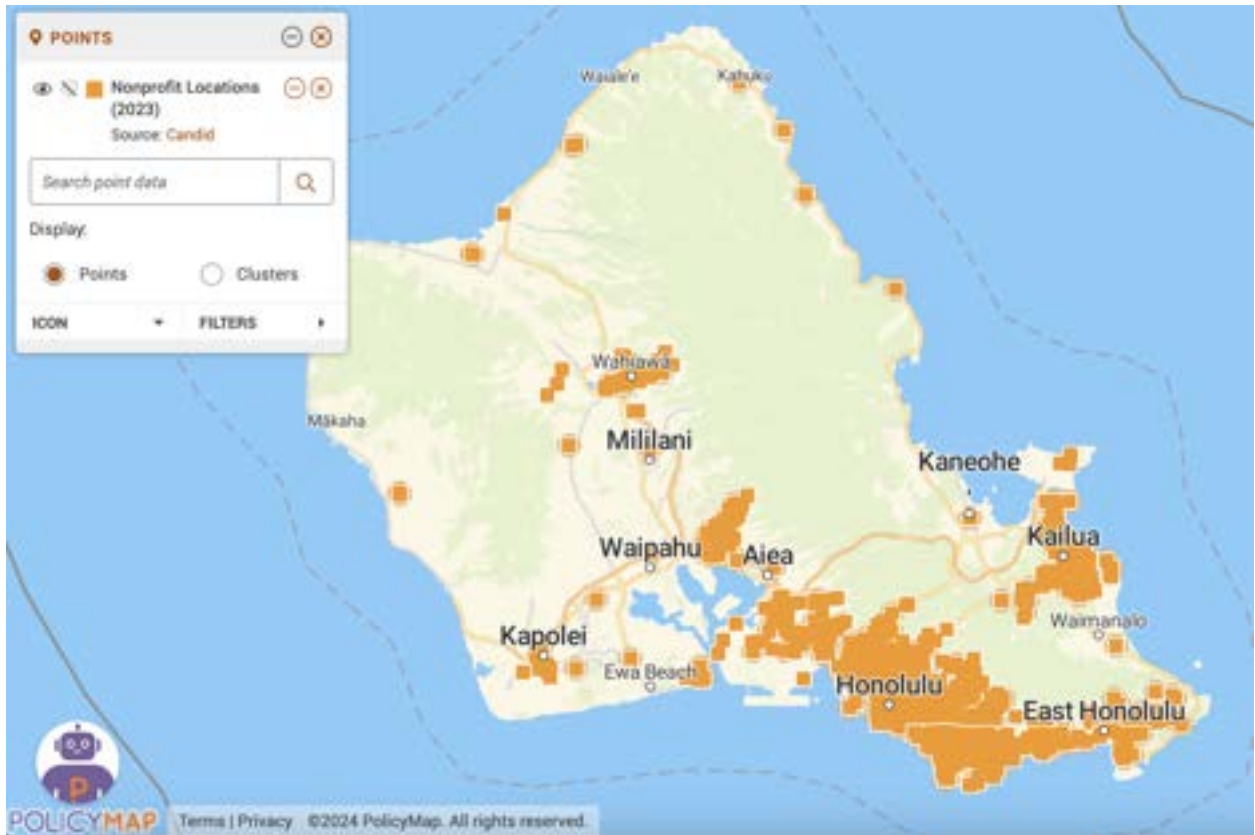 POINTS
Nonprofit Locations
(2023)
Source: Candid
Search point data
Display:
Points
Clusters
ICON
FILTERS
Waiale'e
Kahuku
Wahiawa
Mākaha
Mililani
Kaneohe
Waipahu
Aiea
Kailua
Waimanalo
Kapolei
Ewa Beach
Honolulu
East Honolulu
P
POLICYMAP
Terms | Privacy ©2024 PolicyMap. All rights reserved.